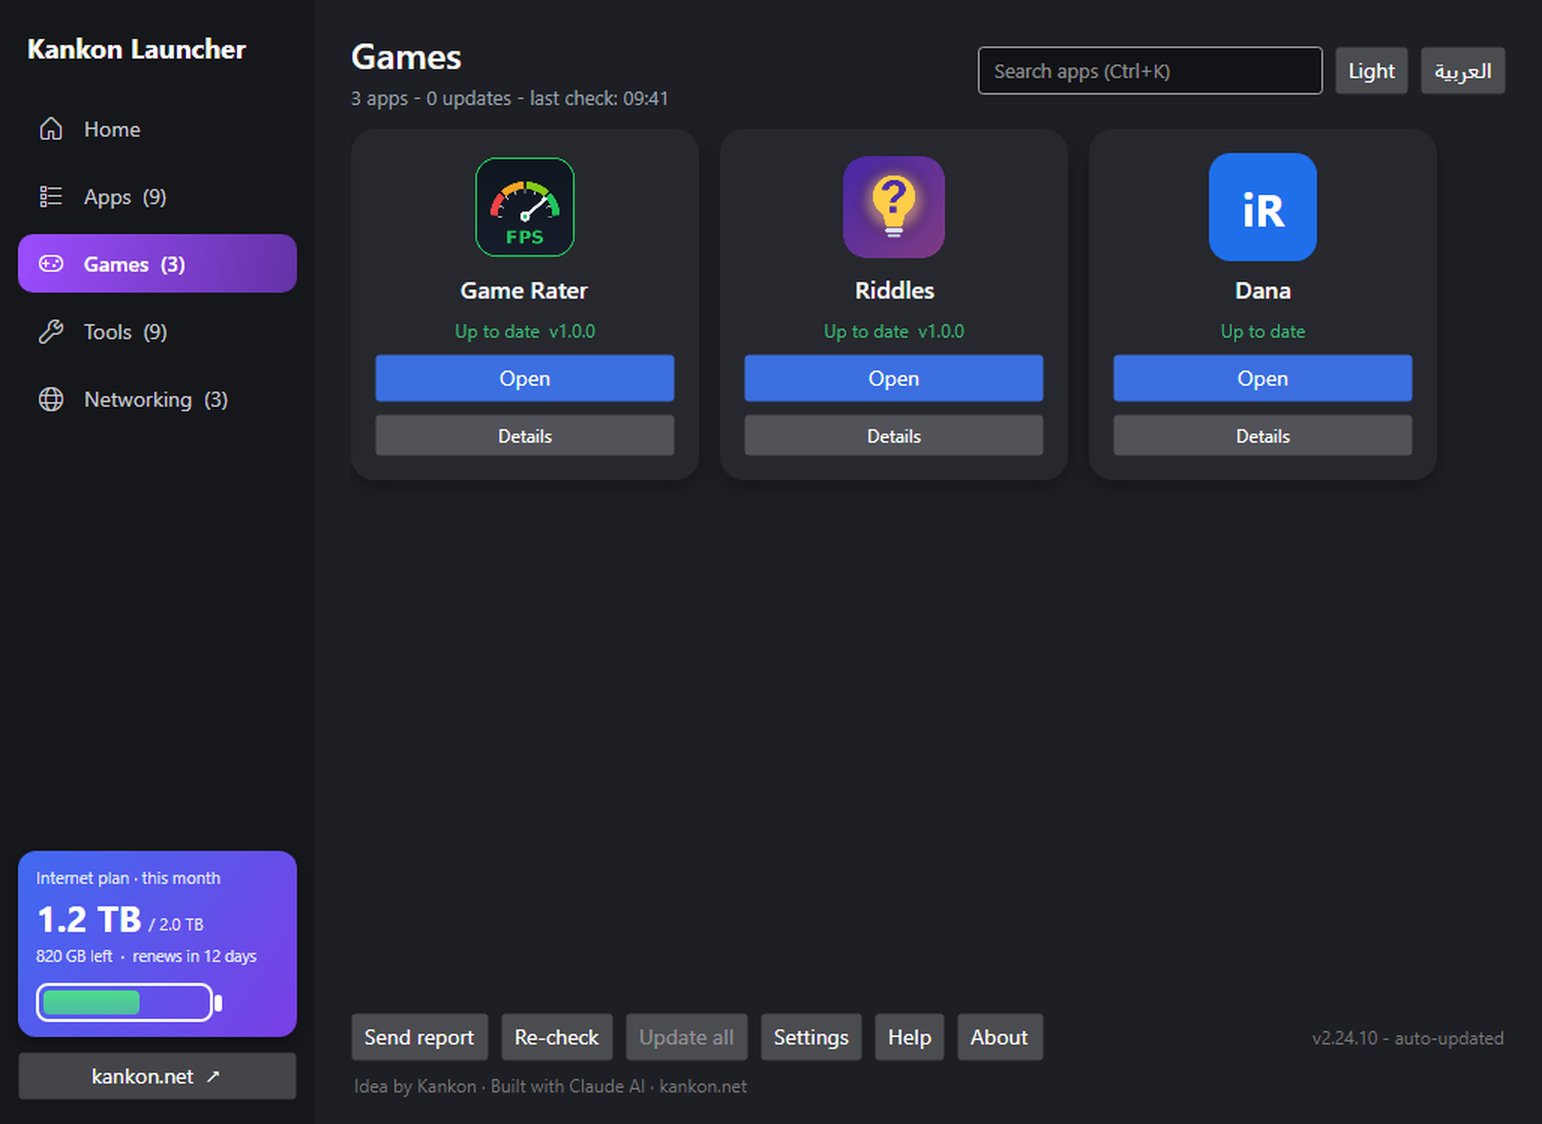 Kankon Launcher
Home
Apps (9)
Games (3)
Tools (9)
Networking (3)
Internet plan · this month
1.2 TB / 2.0 TB
820 GB left · renews in 12 days
kankon.net ↗
Games
3 apps - 0 updates - last check: 09:41
Search apps (Ctrl+K)
Light
العربية
FPS
Game Rater
Up to date v1.0.0
Open
Details
?
Riddles
Up to date v1.0.0
Open
Details
iR
Dana
Up to date
Open
Details
Send report
Re-check
Update all
Settings
Help
About
v2.24.10 - auto-updated
Idea by Kankon · Built with Claude AI · kankon.net